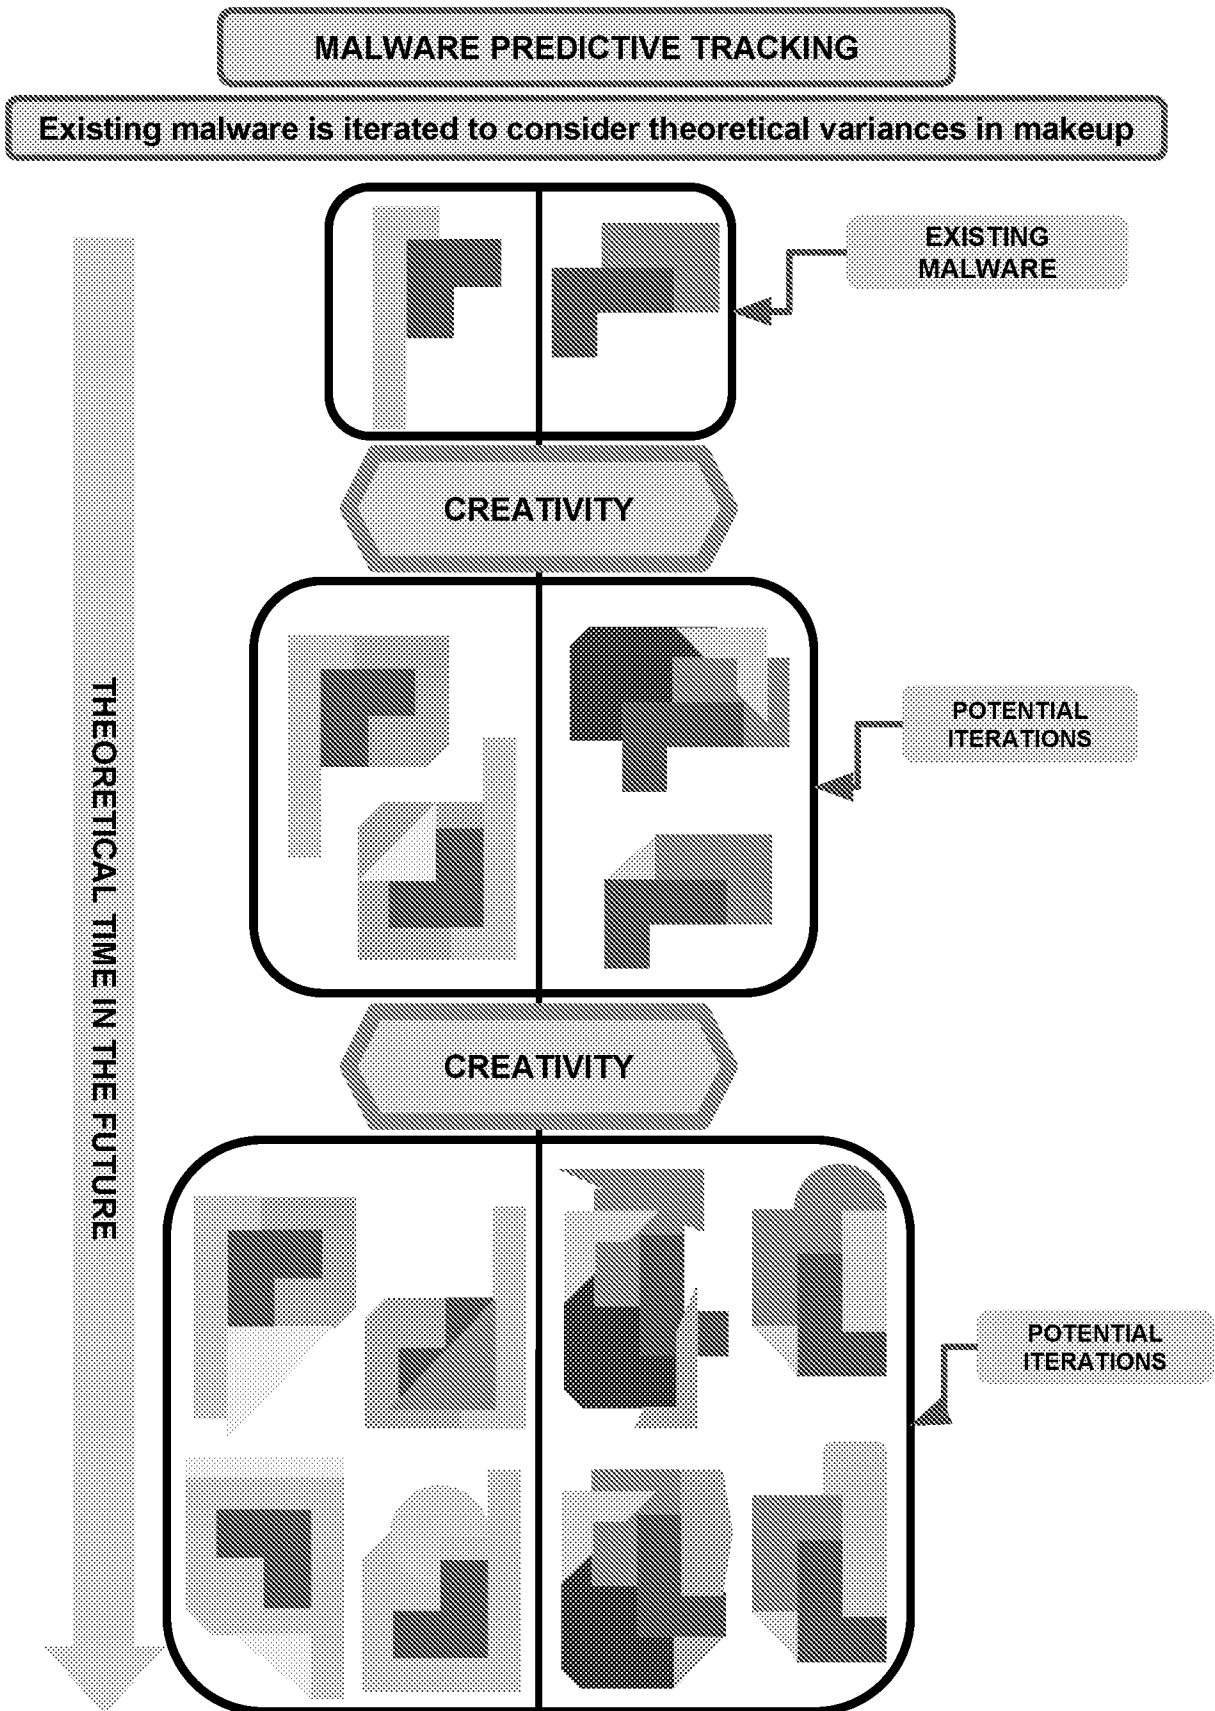 MALWARE PREDICTIVE TRACKING
Existing malware is iterated to consider theoretical variances in makeup
EXISTING
MALWARE
CREATIVITY
POTENTIAL
ITERATIONS
THEORETICAL TIME IN THE FUTURE
CREATIVITY
POTENTIAL
ITERATIONS